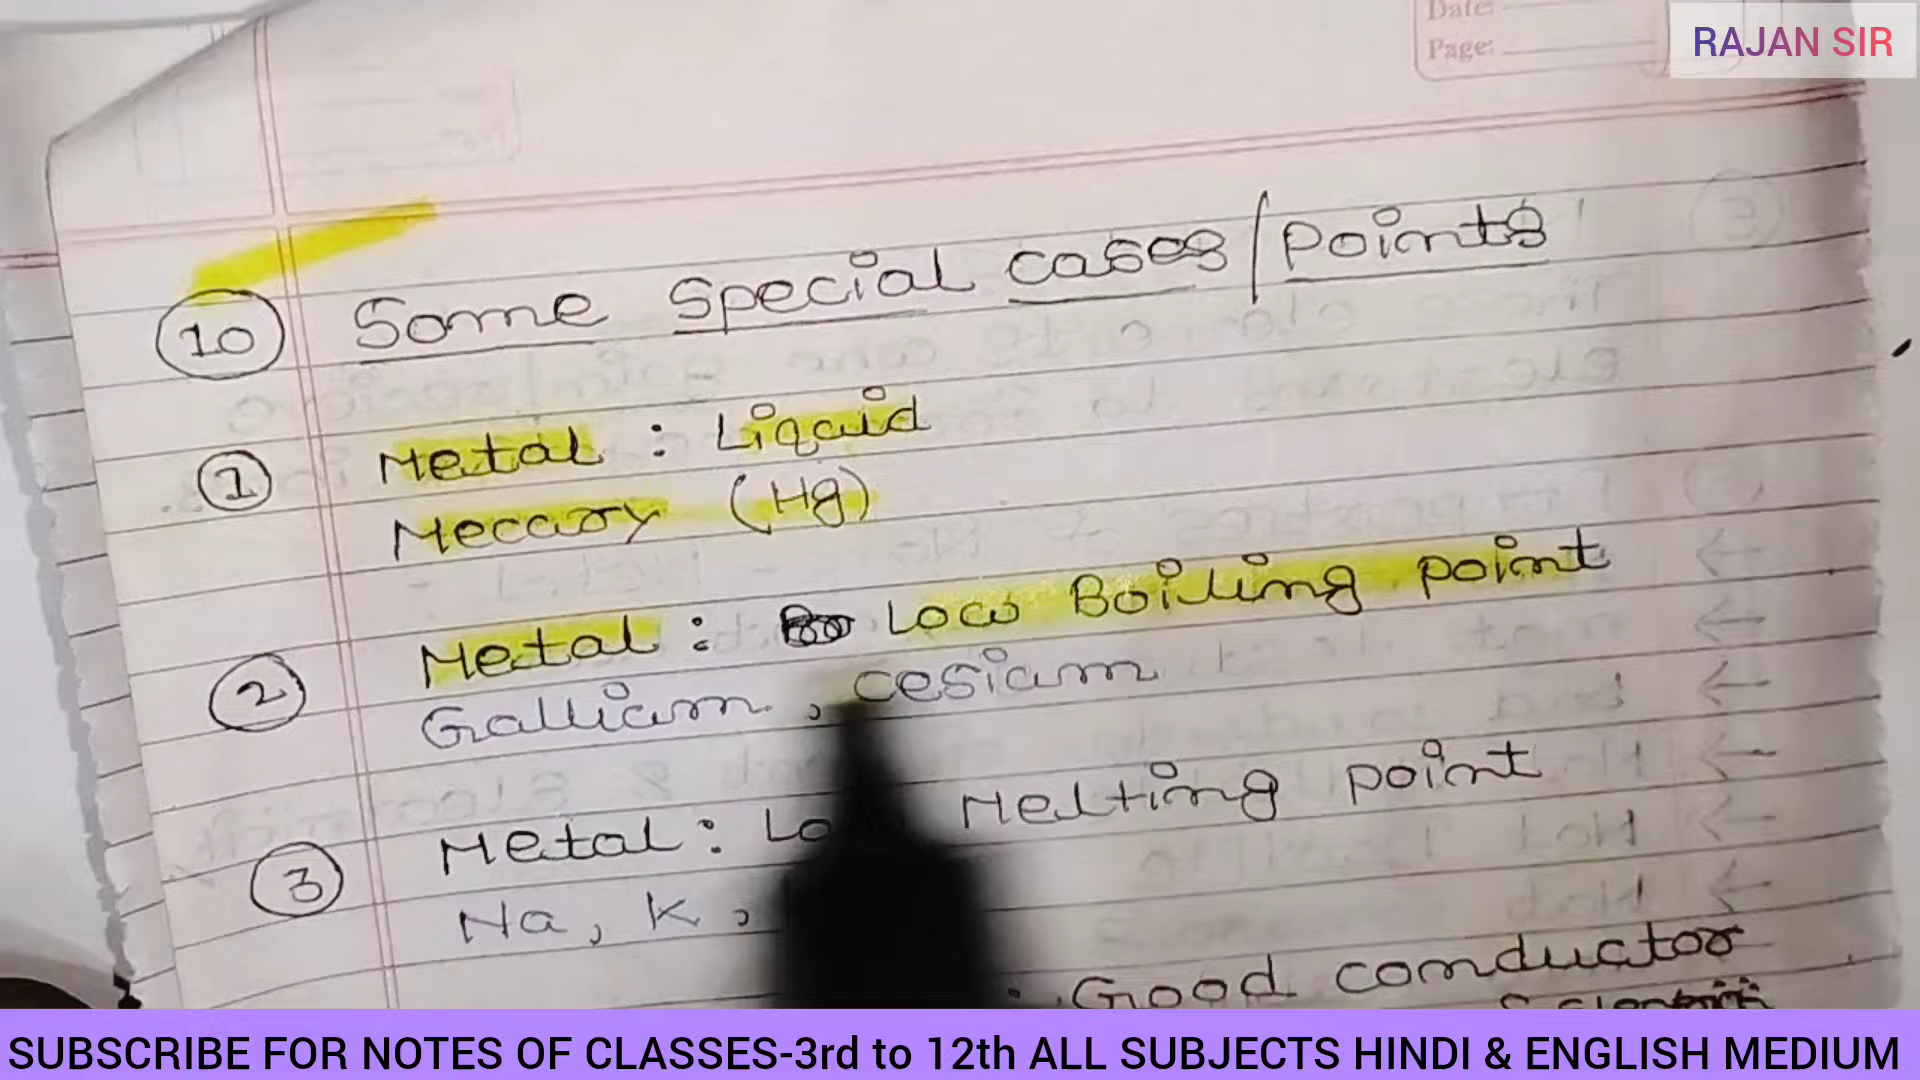 Date:
Page:
RAJAN SIR
10 Some special cases/points
1 Metal : Liquid
Mecury (Hg)
2 Metal : Low Boiling point
Gallium, cesium
3 Metal : Melting point
Na, K,
Good conductor
SUBSCRIBE FOR NOTES OF CLASSES-3rd to 12th ALL SUBJECTS HINDI & ENGLISH MEDIUM